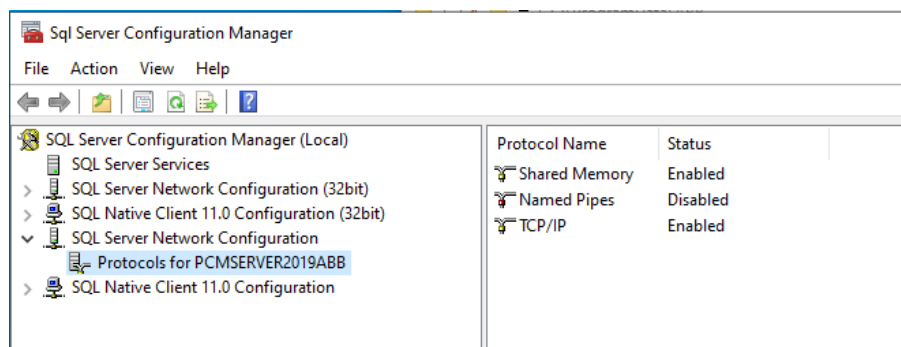 Sql Server Configuration Manager
File Action View Help
SQL Server Configuration Manager (Local)
SQL Server Services
SQL Server Network Configuration (32bit)
SQL Native Client 11.0 Configuration (32bit)
SQL Server Network Configuration
Protocols for PCMSERVER2019ABB
SQL Native Client 11.0 Configuration
Protocol Name Status
Shared Memory Enabled
Named Pipes Disabled
TCP/IP Enabled